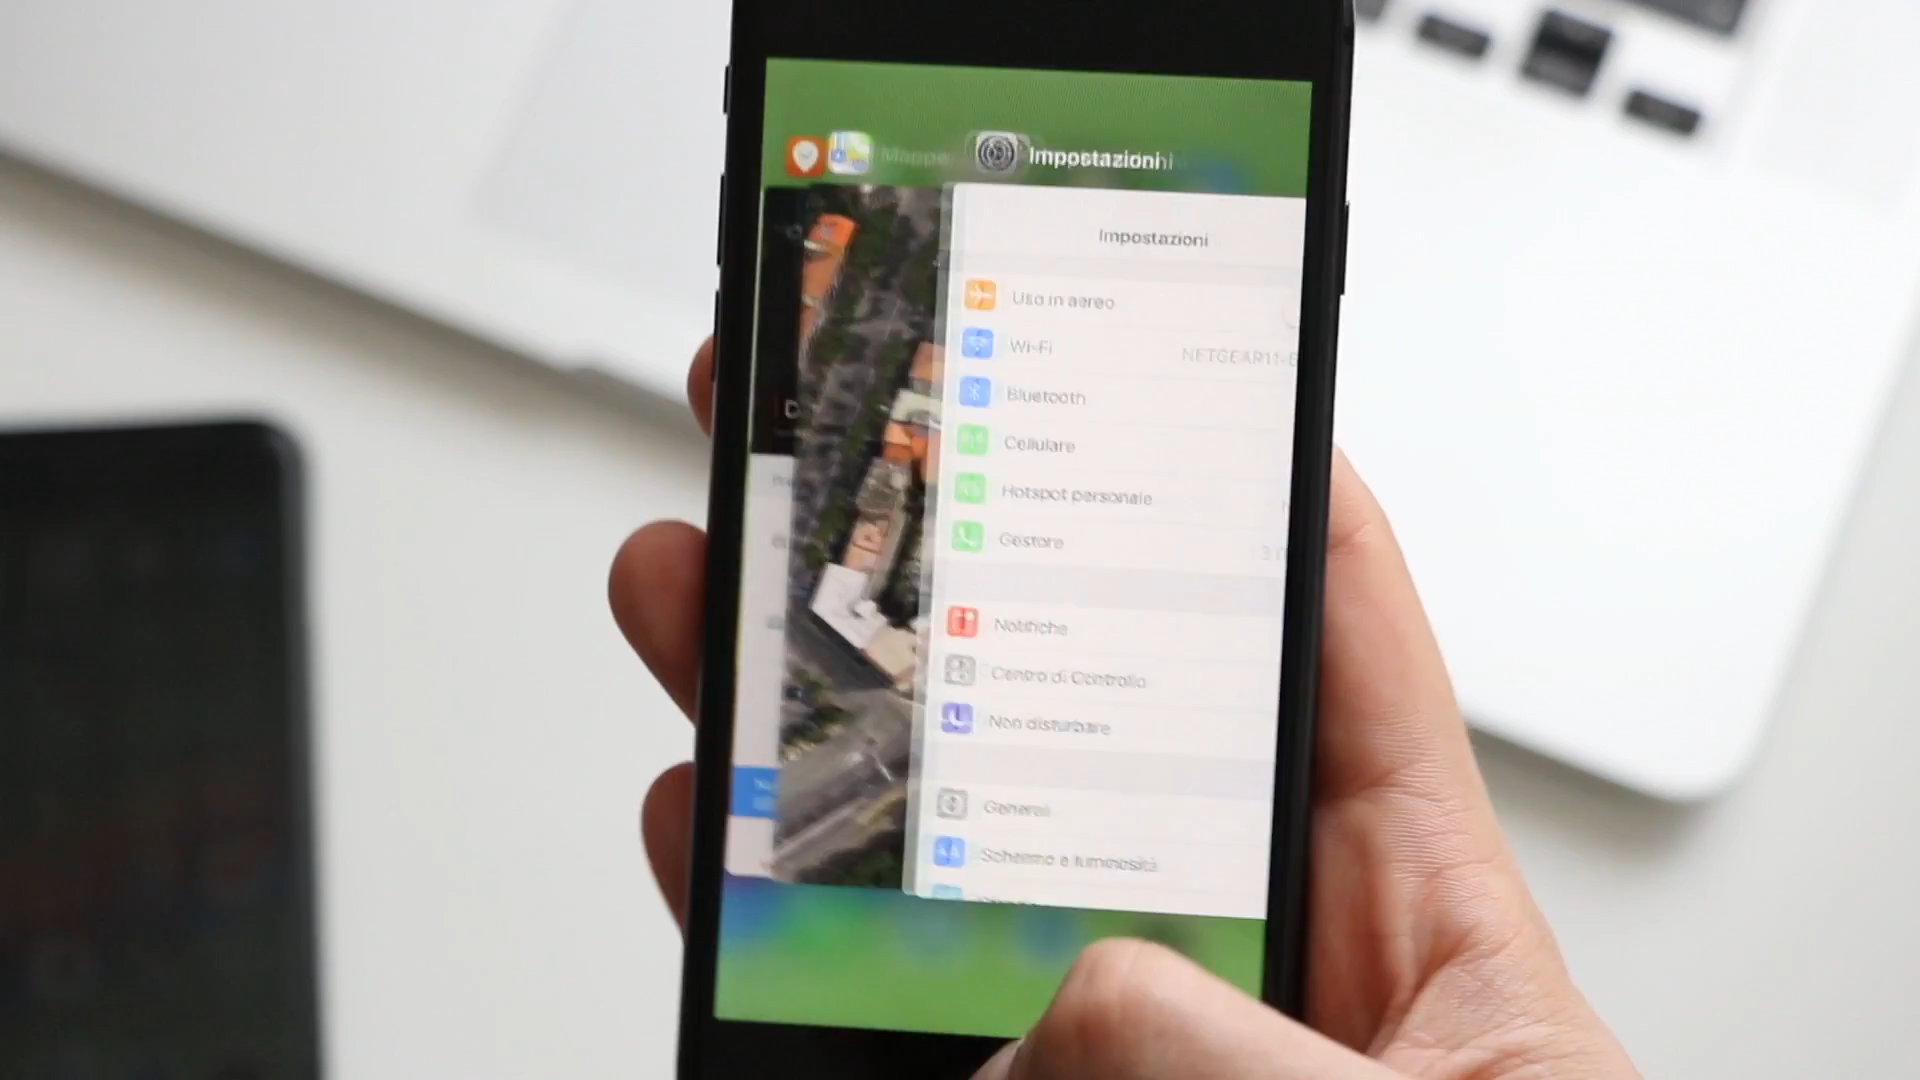 Mappe
Impostazioni
Impostazioni
Uso in aereo
Wi-Fi
NETGEAR11-
Bluetooth
Cellulare
Hotspot personale
Gestore
Notifiche
Centro di Controllo
Non disturbare
Generali
Schermo e luminosità